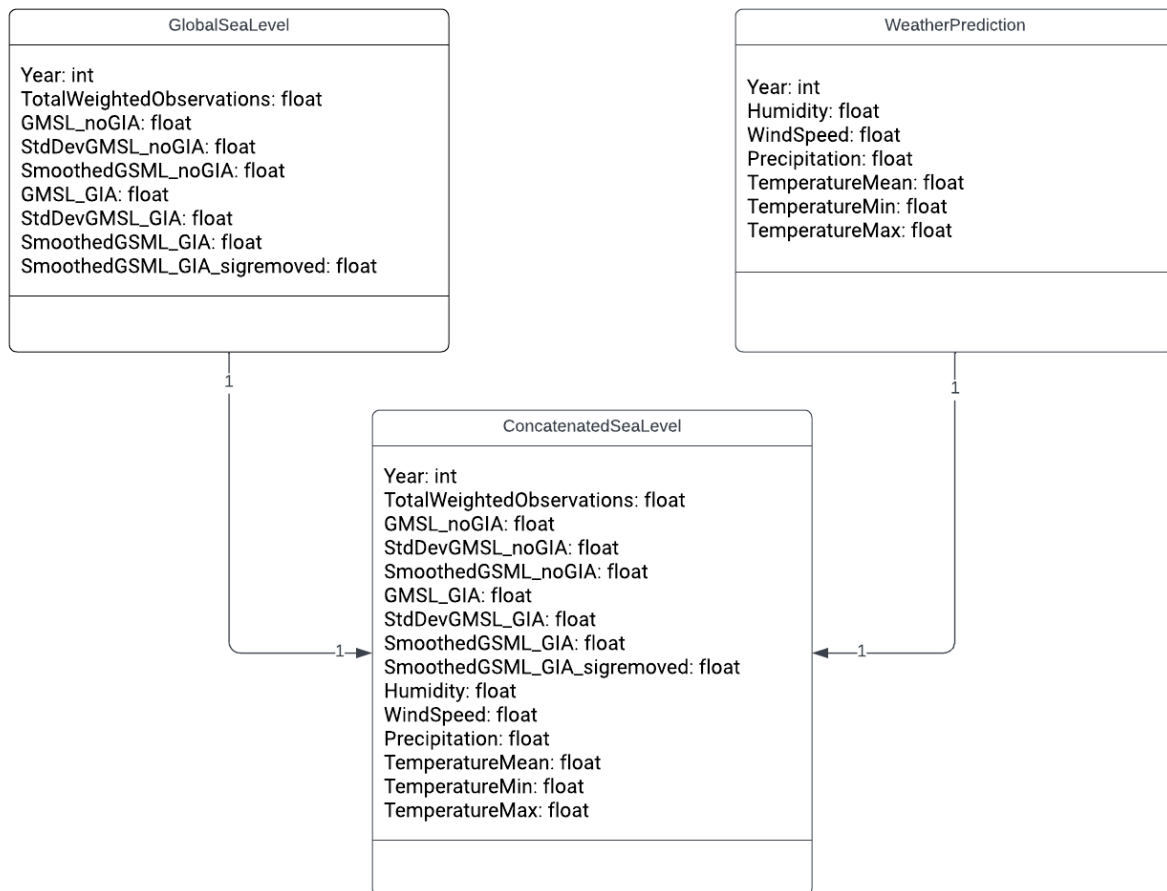 GlobalSeaLevel
Year: int
TotalWeightedObservations: float
GMSL_noGIA: float
StdDevGMSL_noGIA: float
SmoothedGSML_noGIA: float
GMSL_GIA: float
StdDevGMSL_GIA: float
SmoothedGSML_GIA: float
SmoothedGSML_GIA_sigremoved: float
WeatherPrediction
Year: int
Humidity: float
WindSpeed: float
Precipitation: float
TemperatureMean: float
TemperatureMin: float
TemperatureMax: float
1
1
ConcatenatedSeaLevel
Year: int
TotalWeightedObservations: float
GMSL_noGIA: float
StdDevGMSL_noGIA: float
SmoothedGSML_noGIA: float
GMSL_GIA: float
StdDevGMSL_GIA: float
SmoothedGSML_GIA: float
SmoothedGSML_GIA_sigremoved: float
Humidity: float
WindSpeed: float
Precipitation: float
TemperatureMean: float
TemperatureMin: float
TemperatureMax: float
1
1